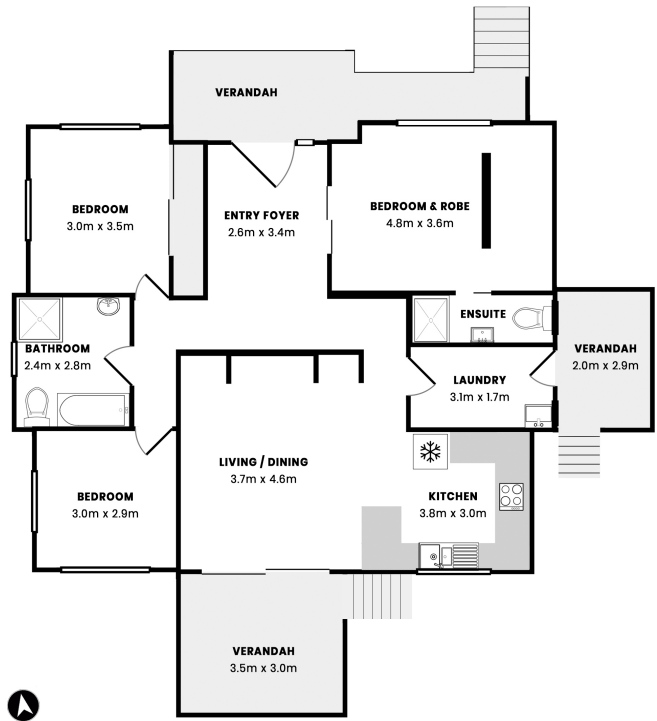 VERANDAH
BEDROOM
3.0m x 3.5m
ENTRY FOYER
2.6m x 3.4m
BEDROOM & ROBE
4.8m x 3.6m
ENSUITE
BATHROOM
2.4m x 2.8m
VERANDAH
2.0m x 2.9m
LAUNDRY
3.1m x 1.7m
LIVING / DINING
3.7m x 4.6m
BEDROOM
3.0m x 2.9m
KITCHEN
3.8m x 3.0m
VERANDAH
3.5m x 3.0m